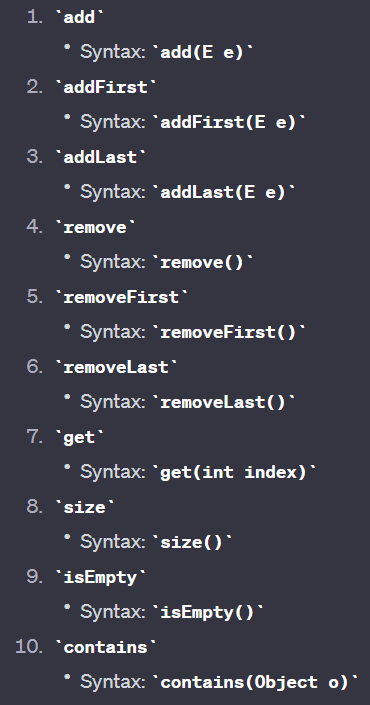 1. `add`
• Syntax: `add(E e)`
2. `addFirst`
• Syntax: `addFirst(E e)`
3. `addLast`
• Syntax: `addLast(E e)`
4. `remove`
• Syntax: `remove()`
5. `removeFirst`
• Syntax: `removeFirst()`
6. `removeLast`
• Syntax: `removeLast()`
7. `get`
• Syntax: `get(int index)`
8. `size`
• Syntax: `size()`
9. `isEmpty`
• Syntax: `isEmpty()`
10. `contains`
• Syntax: `contains(Object o)`